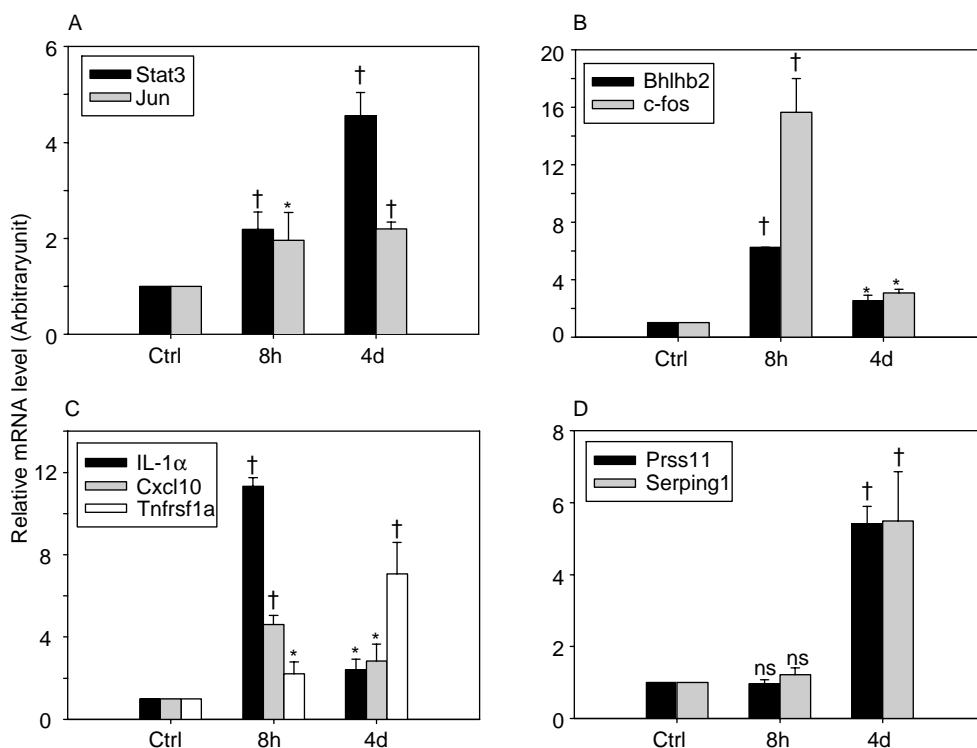 Relative mRNA level (Arbitraryunit)
A
6
4
2
0
Stat3
Jun
†
*
†
†
Ctrl
8h
4d
B
20
16
12
8
4
0
Bhlhb2
c-fos
†
†
*
*
Ctrl
8h
4d
C
12
8
4
0
IL-1α
Cxcl10
Tnfrsf1a
†
†
*
*
*
†
Ctrl
8h
4d
D
8
6
4
2
0
Prss11
Serping1
ns
ns
†
†
Ctrl
8h
4d